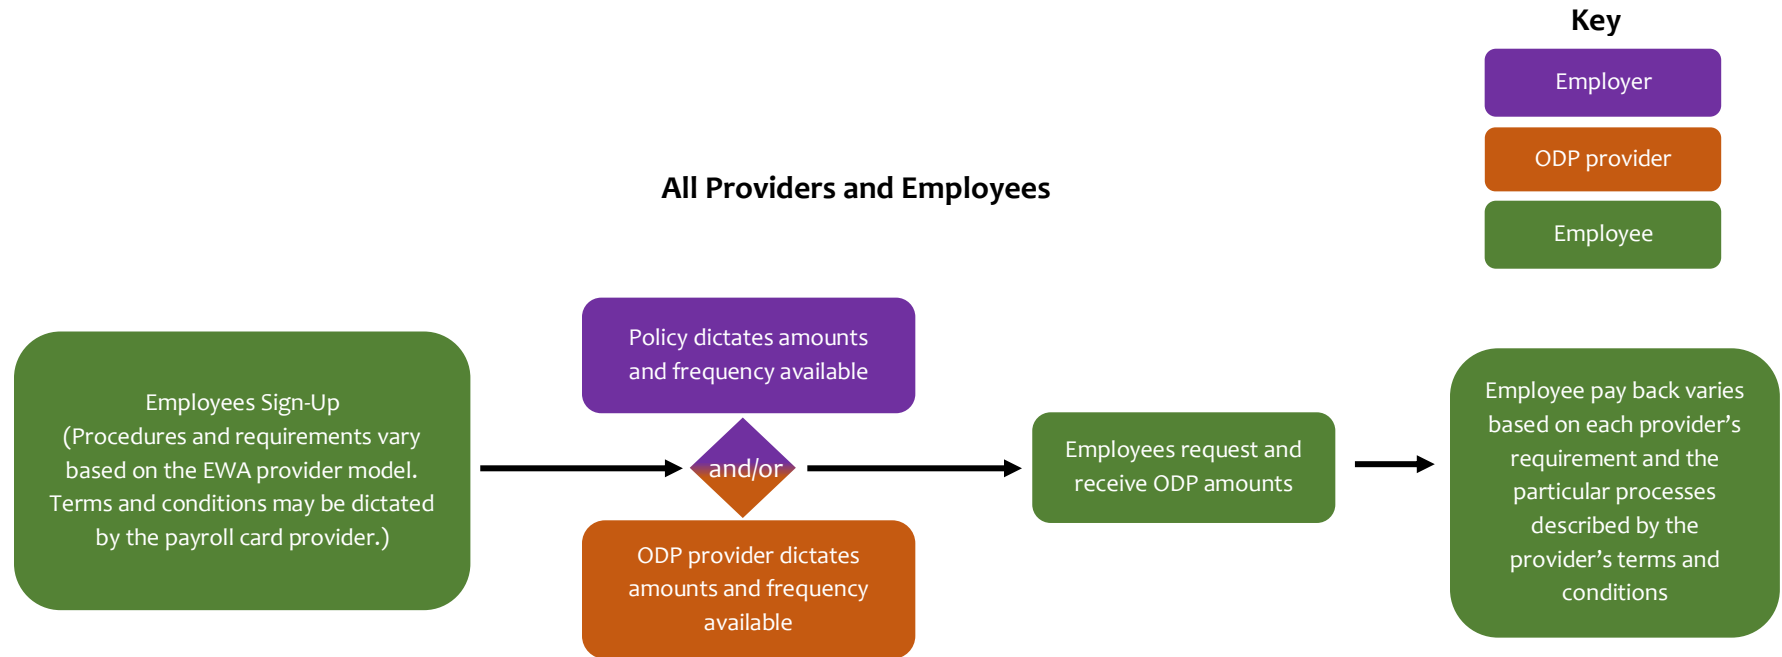 Key
Employer
ODP provider
Employee
All Providers and Employees
Employees Sign-Up
(Procedures and requirements vary
based on the EWA provider model.
Terms and conditions may be dictated
by the payroll card provider.)
Policy dictates amounts
and frequency available
and/or
ODP provider dictates
amounts and frequency
available
Employees request and
receive ODP amounts
Employee pay back varies
based on each provider’s
requirement and the
particular processes
described by the
provider’s terms and
conditions